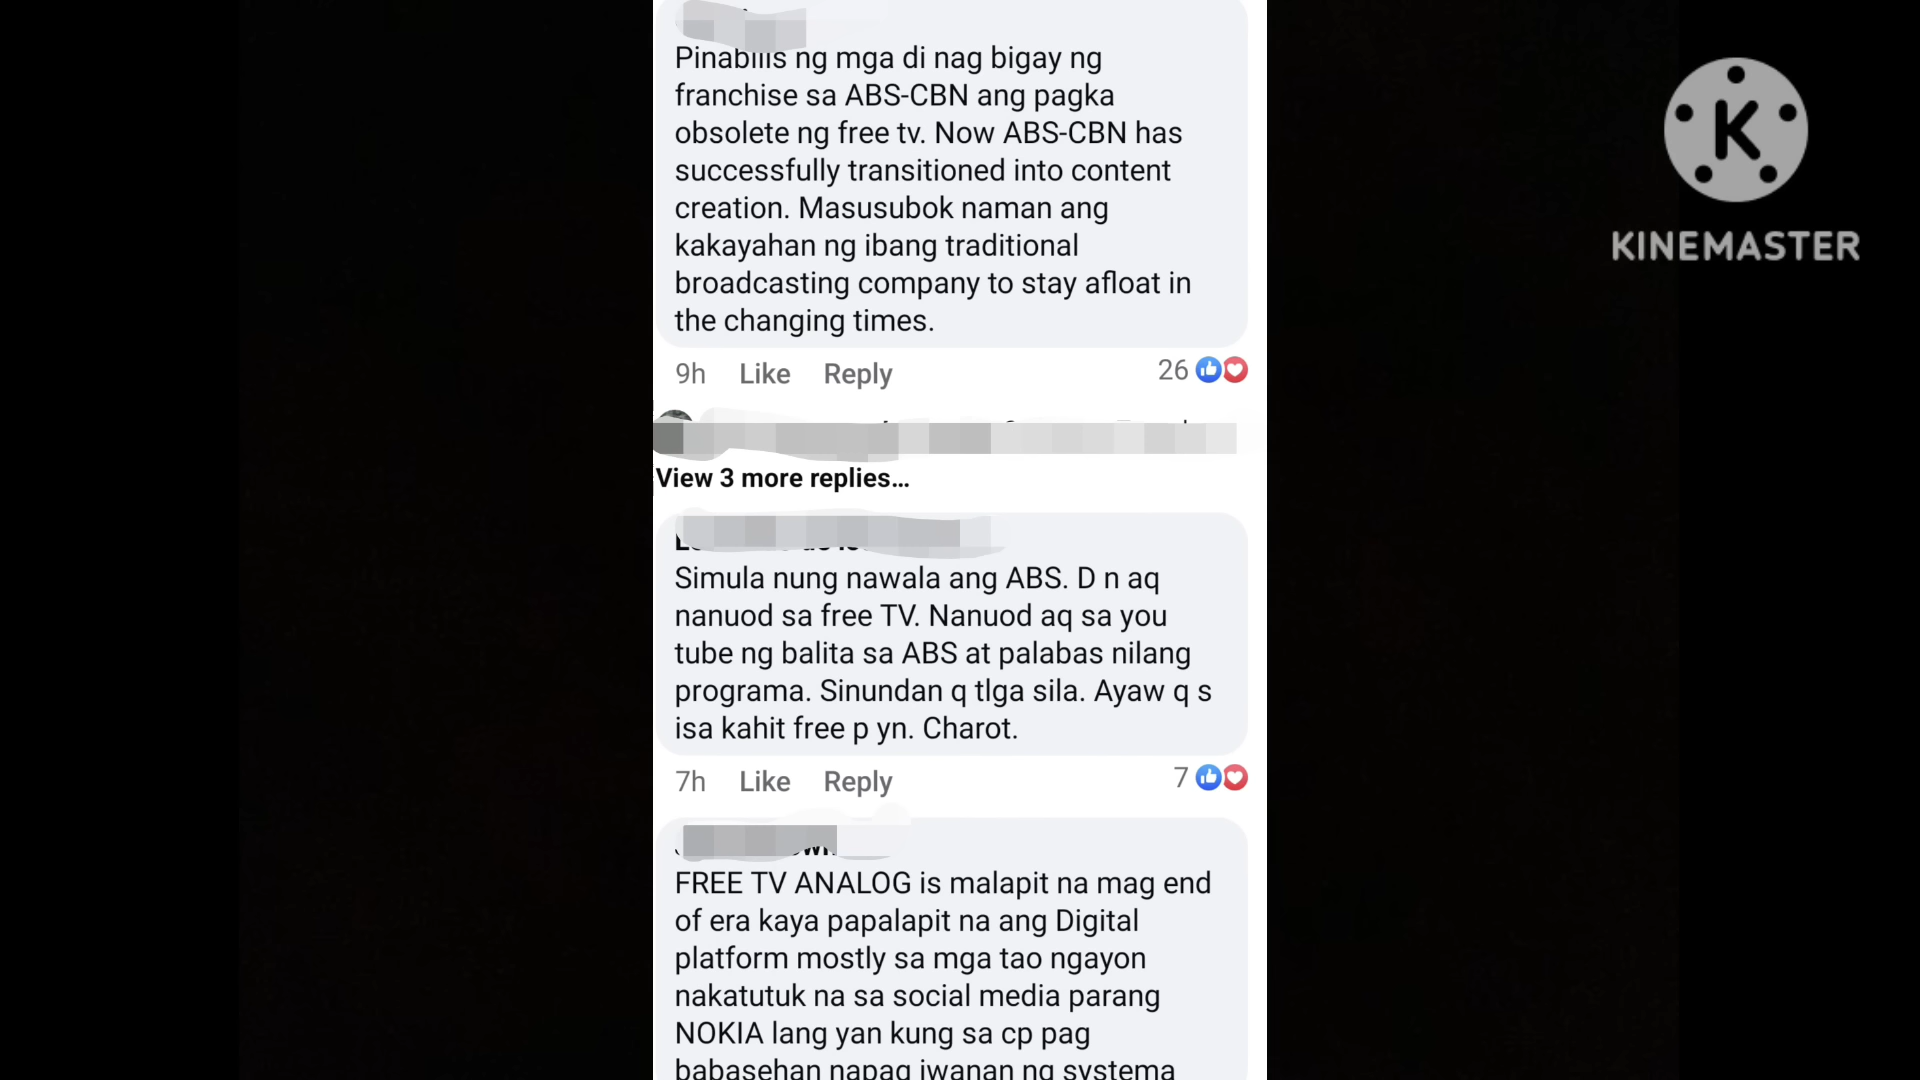 Pinabilis ng mga di nag bigay ng
franchise sa ABS-CBN ang pagka
obsolete ng free tv. Now ABS-CBN has
successfully transitioned into content
creation. Masusubok naman ang
kakayahan ng ibang traditional
broadcasting company to stay afloat in
the changing times.
9h Like Reply 26
View 3 more replies...
Simula nung nawala ang ABS. D n aq
nanuod sa free TV. Nanuod aq sa you
tube ng balita sa ABS at palabas nilang
programa. Sinundan q tlga sila. Ayaw q s
isa kahit free p yn. Charot.
7h Like Reply 7
FREE TV ANALOG is malapit na mag end
of era kaya papalapit na ang Digital
platform mostly sa mga tao ngayon
nakatutuk na sa social media parang
NOKIA lang yan kung sa cp pag
babasehan napag iwanan ng systema
K
KINEMASTER